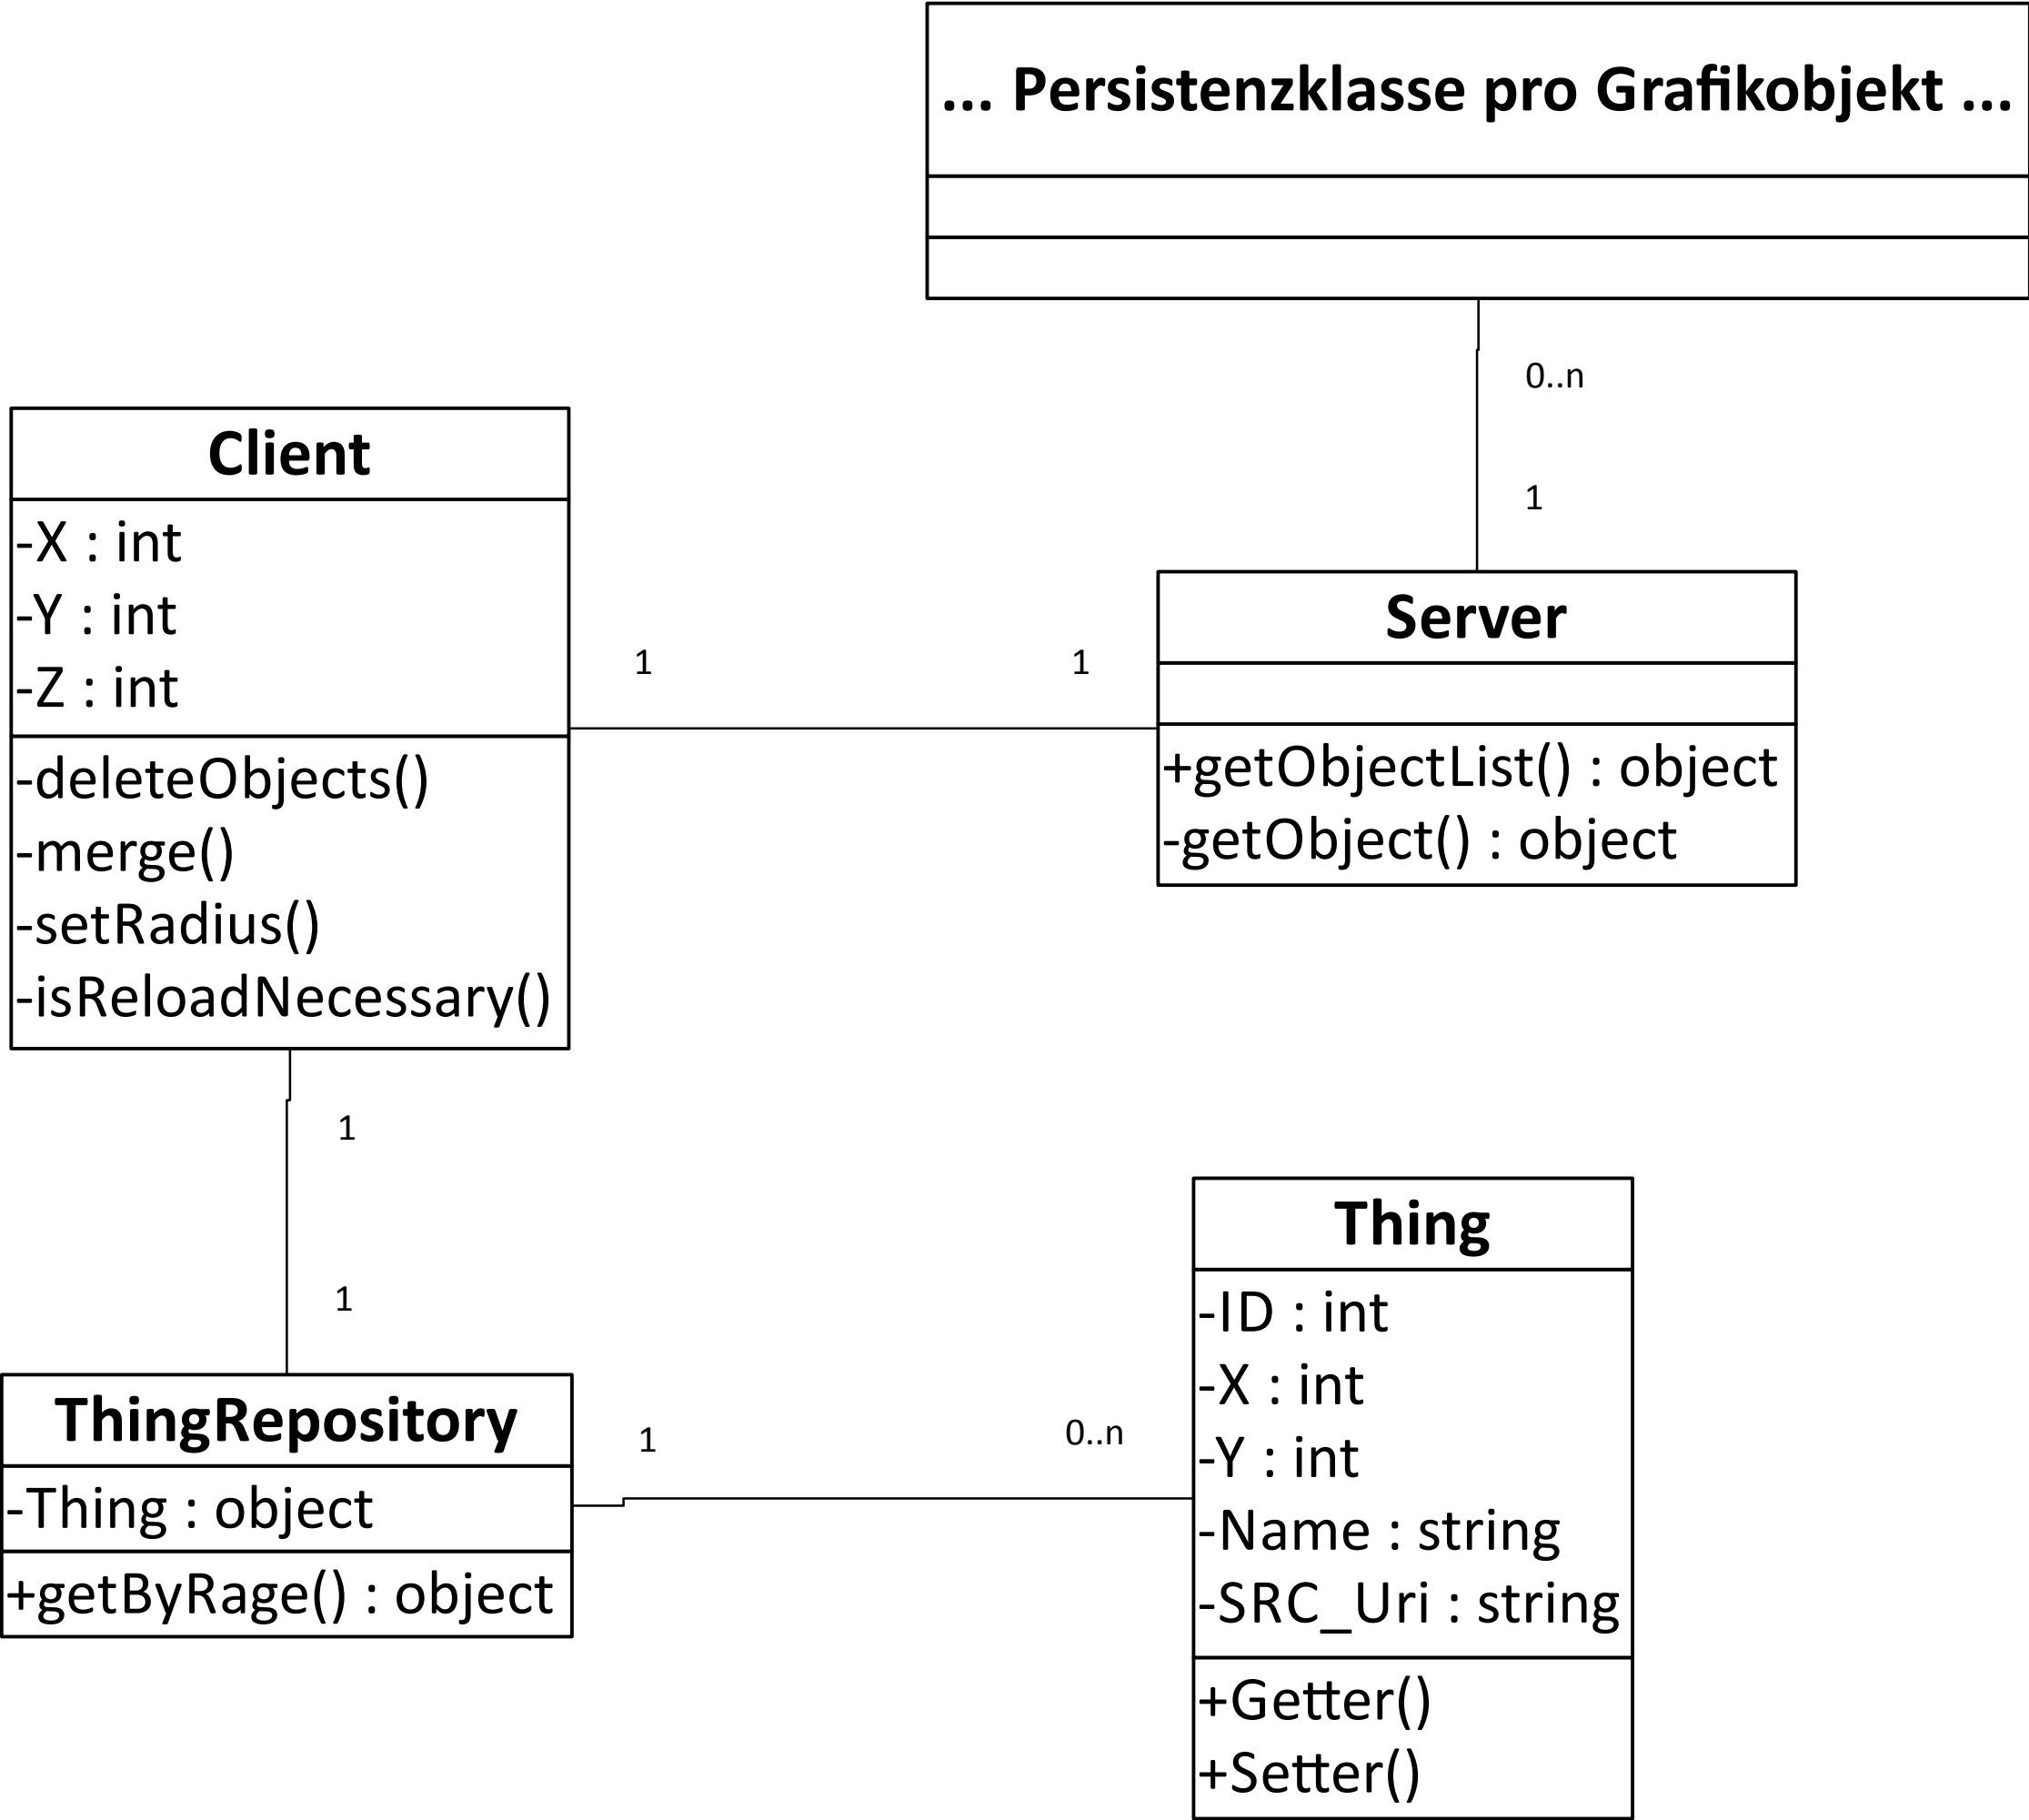 ... Persistenzklasse pro Grafikobjekt ...
0..n
1
Client
-X : int
-Y : int
-Z : int
-deleteObjects()
-merge()
-setRadius()
-isReloadNecessary()
1
1
Server
+getObjectList() : object
-getObject() : object
1
1
ThingRepository
-Thing : object
+getByRage() : object
1
0..n
Thing
-ID : int
-X : int
-Y : int
-Name : string
-SRC_Uri : string
+Getter()
+Setter()